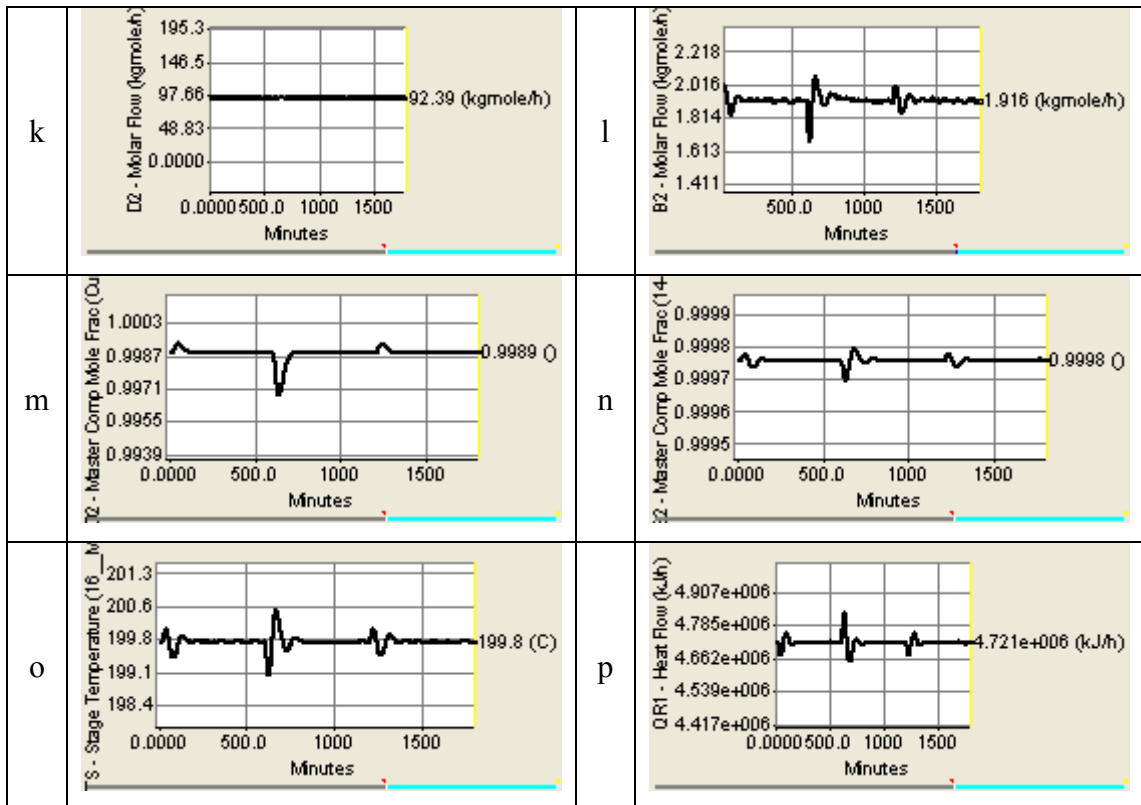 k
D2 - Molar Flow (kgmole/h)
195.3
146.5
97.66
48.83
0.0000
92.39 (kgmole/h)
0.0000 500.0 1000 1500
Minutes
l
B2 - Molar Flow (kgmole/h)
2.218
2.016
1.814
1.613
1.411
1.916 (kgmole/h)
500.0 1000 1500
Minutes
m
D2 - Master Comp Mole Frac (Cu
1.0003
0.9987
0.9971
0.9955
0.9939
0.9989 ()
0.0000 500.0 1000 1500
Minutes
n
- Master Comp Mole Frac (14-
0.9999
0.9998
0.9997
0.9996
0.9995
0.9998 ()
0.0000 500.0 1000 1500
Minutes
o
TS - Stage Temperature (16__M
201.3
200.6
199.8
199.1
198.4
199.8 (C)
0.0000 500.0 1000 1500
Minutes
p
QR1 - Heat Flow (kJ/h)
4.907e+006
4.785e+006
4.662e+006
4.539e+006
4.417e+006
4.721e+006 (kJ/h)
0.0000 500.0 1000 1500
Minutes